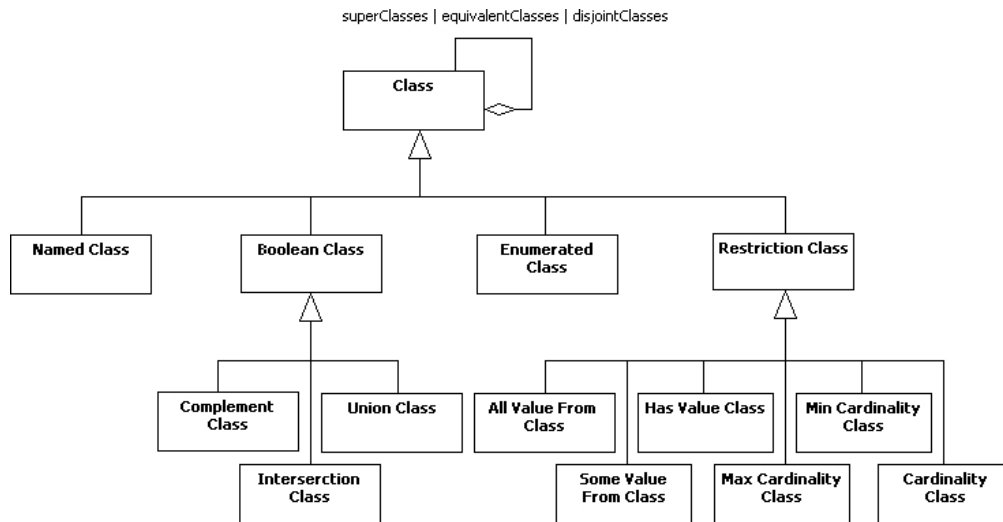 superClasses | equivalentClasses | disjointClasses
Class
Named Class
Boolean Class
Enumerated
Class
Restriction Class
Complement
Class
Union Class
All Value From
Class
Has Value Class
Min Cardinality
Class
Interserction
Class
Some Value
From Class
Max Cardinality
Class
Cardinality
Class